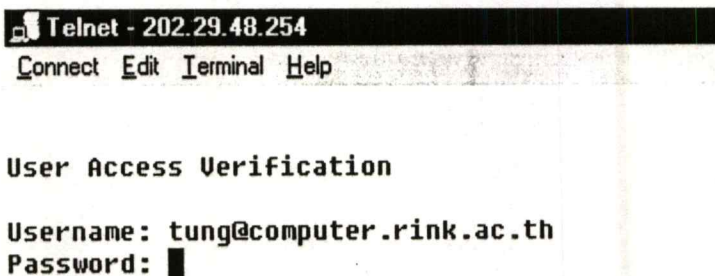 Telnet - 202.29.48.254
Connect Edit Terminal Help
User Access Verification
Username: tung@computer.rink.ac.th
Password: